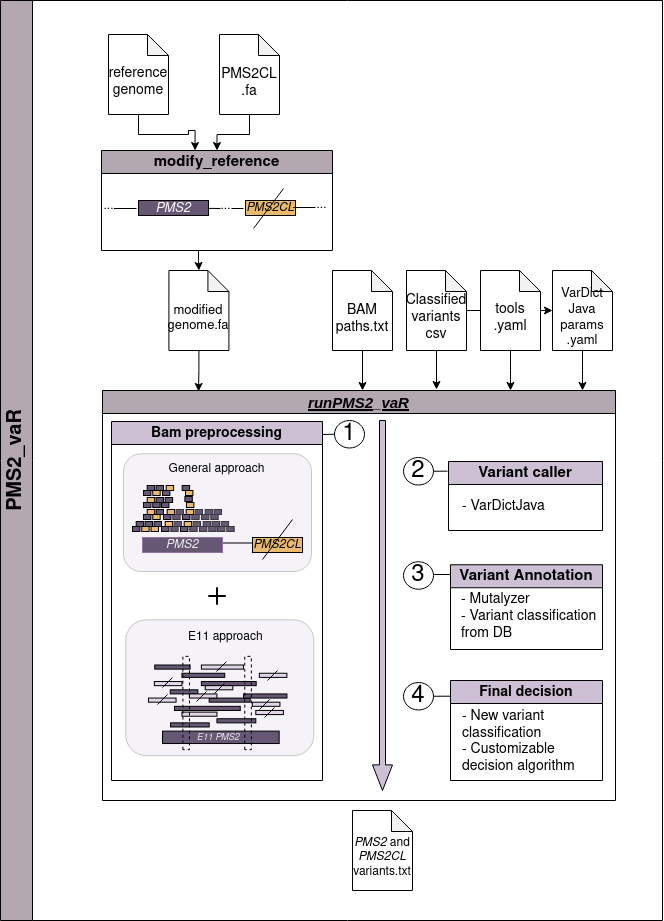 PMS2_vaR
reference
genome
PMS2CL
.fa
modify_reference
PMS2
PMS2CL
modified
genome.fa
BAM
paths.txt
Classified
variants
csv
tools
.yaml
VarDict
Java
params
.yaml
runPMS2_vaR
Bam preprocessing
1
General approach
PMS2
PMS2CL
+
E11 approach
E11 PMS2
2
Variant caller
- VarDictJava
3
Variant Annotation
- Mutalyzer
- Variant classification
from DB
4
Final decision
- New variant
classification
- Customizable
decision algorithm
PMS2 and
PMS2CL
variants.txt